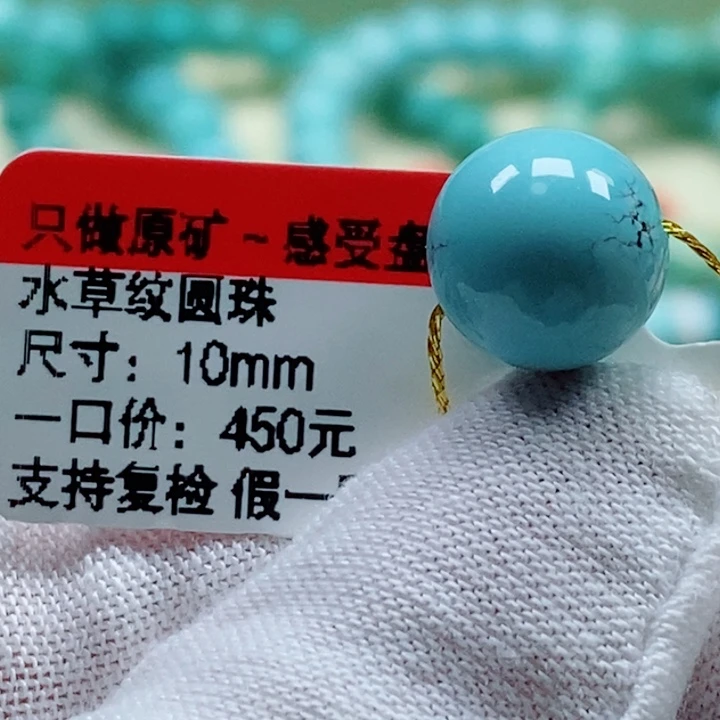 只做原矿 ~ 感受盘
水草纹圆珠
尺寸：10mm
一口价：450元
支持复检 假一